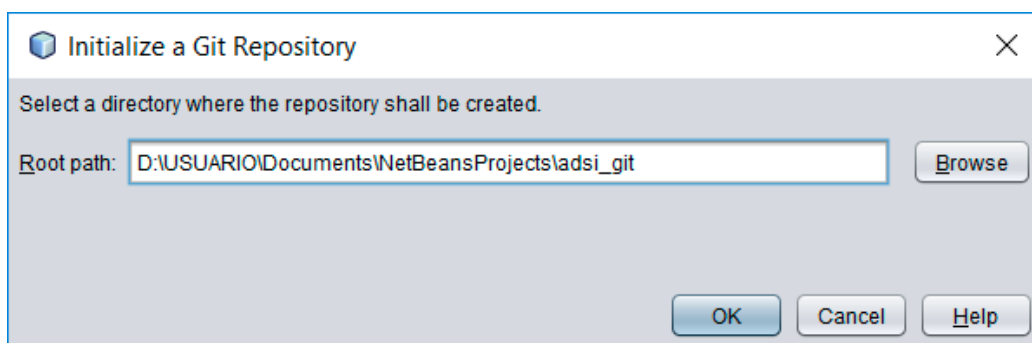 Initialize a Git Repository
Select a directory where the repository shall be created.
Root path: D:\USUARIO\Documents\NetBeansProjects\adsi_git Browse
OK Cancel Help